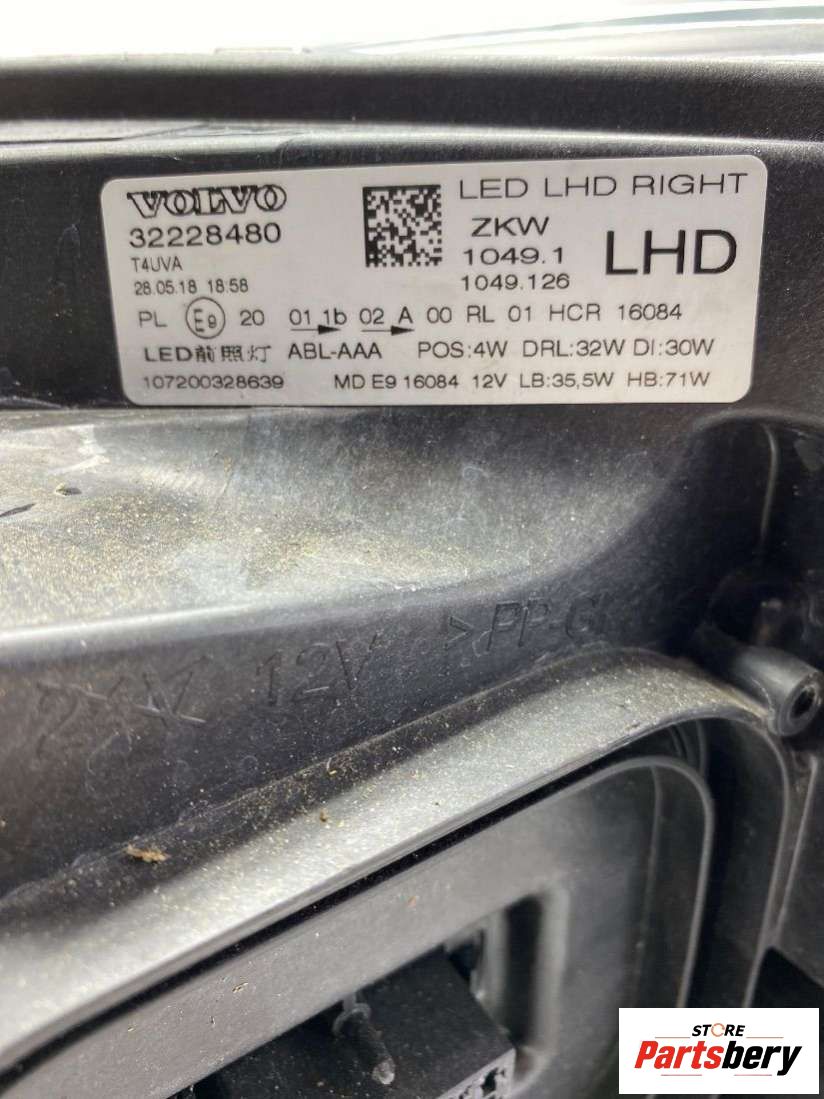 VOLVO
32228480
T4UVA
28.05.18 18:58
LED LHD RIGHT
ZKW
1049.1
1049.126
LHD
PL E9 20 01 1b 02 A 00 RL 01 HCR 16084
LED前照灯 ABL-AAA POS:4W DRL:32W DI:30W
107200328639 MD E9 16084 12V LB:35,5W HB:71W
12V >PP-G
STORE
Partsbery